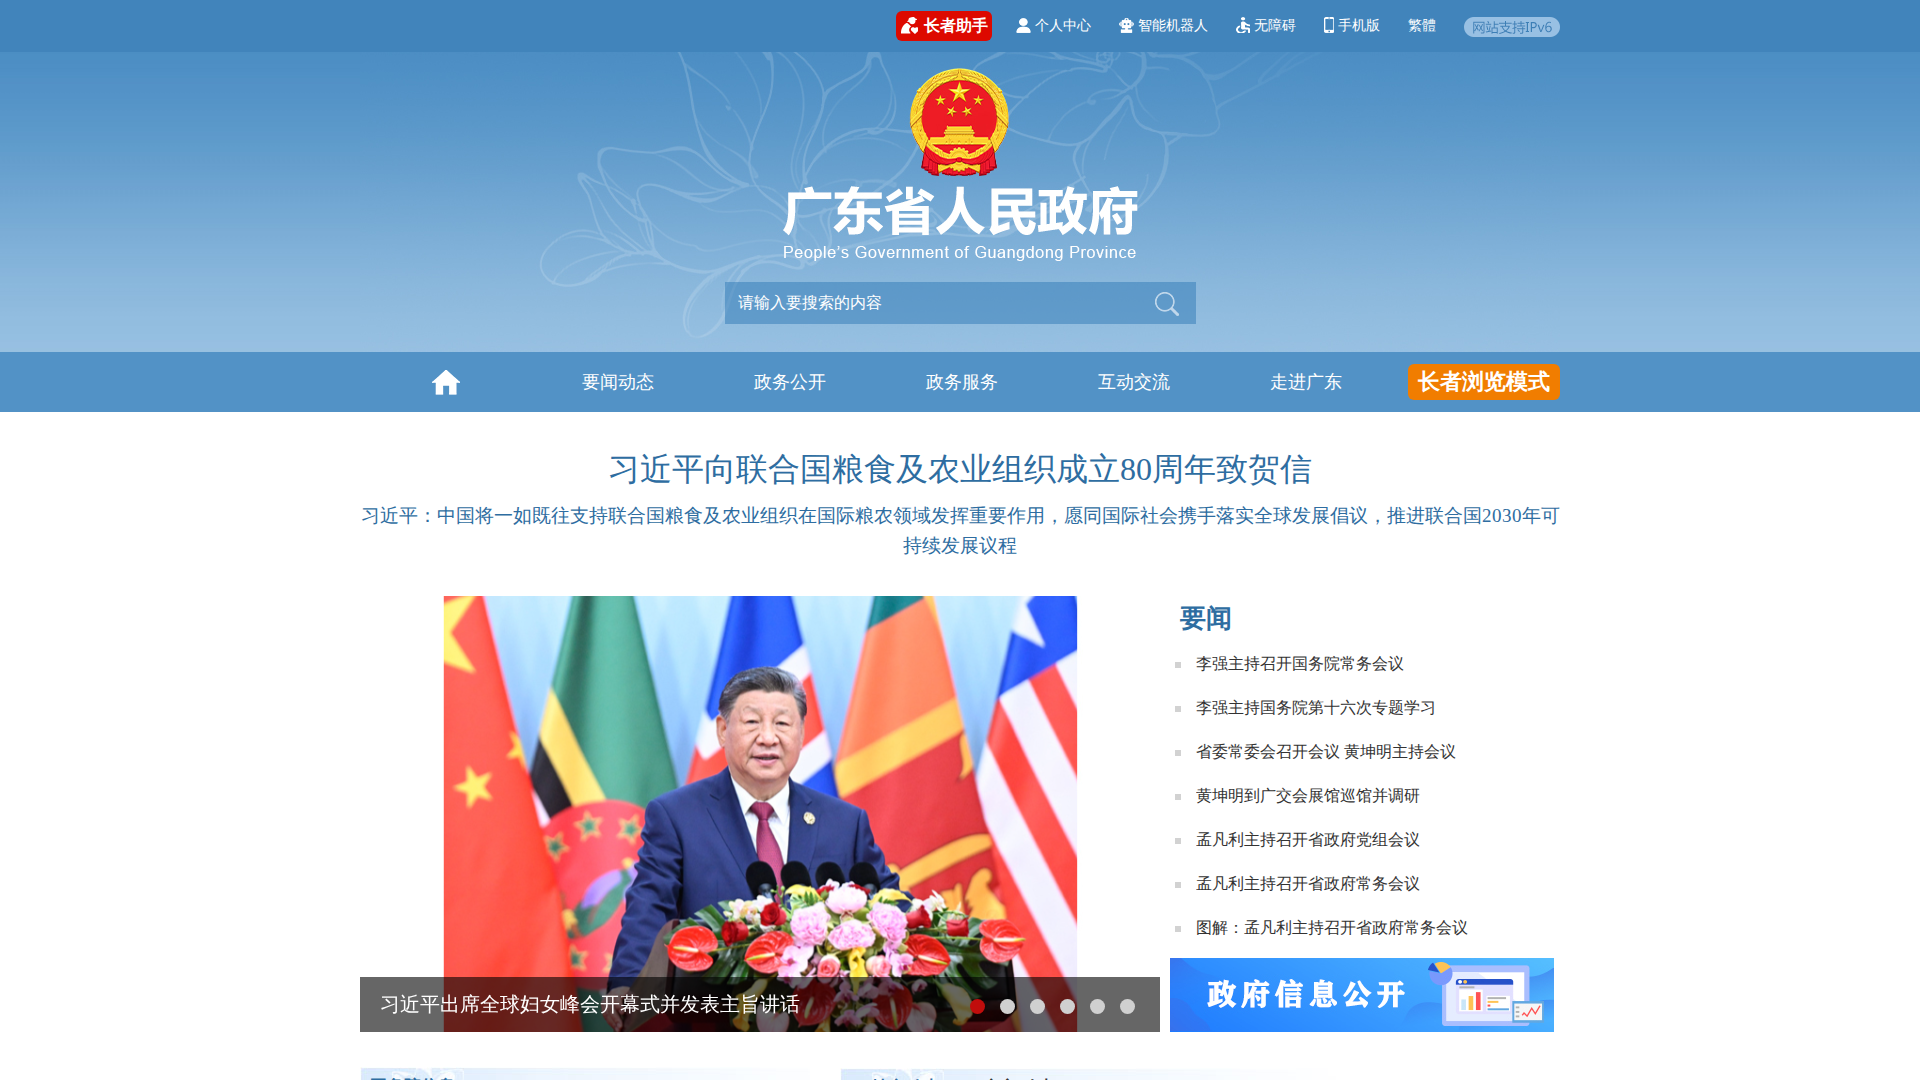 长者助手
个人中心
智能机器人
无障碍
手机版
繁體
网站支持IPv6
广东省人民政府
People's Government of Guangdong Province
请输入要搜索的内容
要闻动态
政务公开
政务服务
互动交流
走进广东
长者浏览模式
习近平向联合国粮食及农业组织成立80周年致贺信
习近平：中国将一如既往支持联合国粮食及农业组织在国际粮农领域发挥重要作用，愿同国际社会携手落实全球发展倡议，推进联合国2030年可
持续发展议程
习近平出席全球妇女峰会开幕式并发表主旨讲话
要闻
李强主持召开国务院常务会议
李强主持国务院第十六次专题学习
省委常委会召开会议 黄坤明主持会议
黄坤明到广交会展馆巡馆并调研
孟凡利主持召开省政府党组会议
孟凡利主持召开省政府常务会议
图解：孟凡利主持召开省政府常务会议
政府信息公开